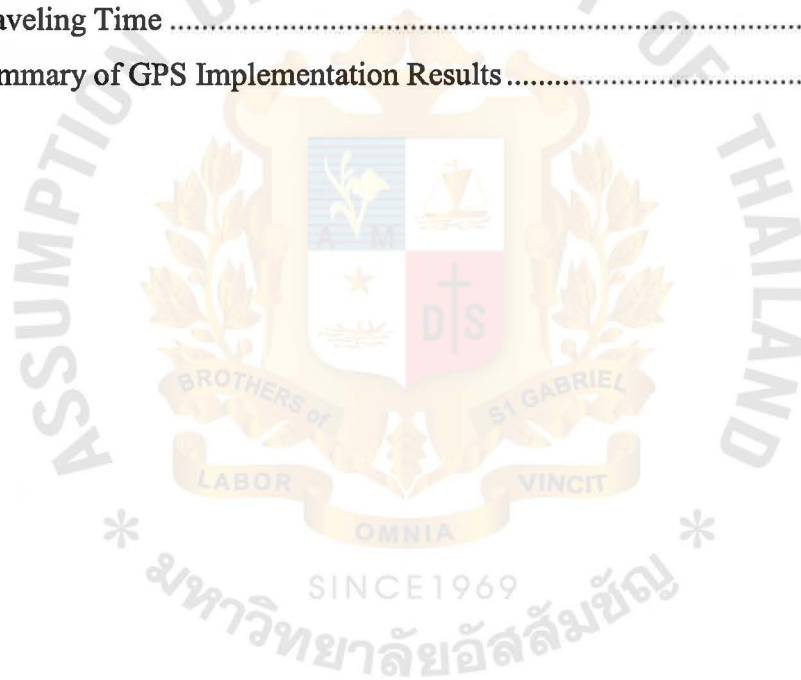 aveling Time ........................................................................
mmary of GPS Implementation Results ...................................
ASSUMPTION
OF THAILAND
A M
D S
BROTHERS of ST GABRIEL
LABOR VINCIT
OMNIA
* SINCE1969 *
มหาวิทยาลัยอัสสัมชัญ